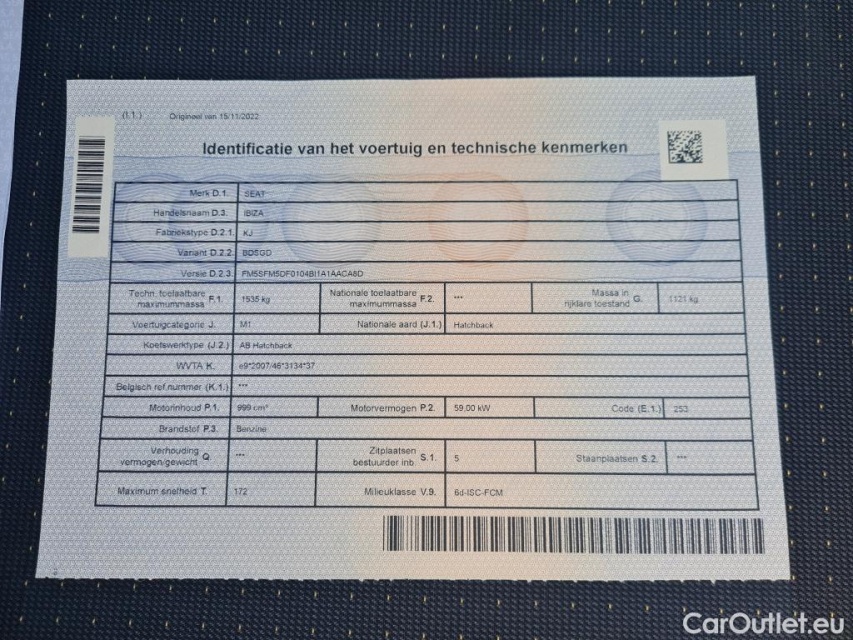 (I.1.) Origineel van 15/11/2022
Identificatie van het voertuig en technische kenmerken
Merk D.1. SEAT
Handelsnaam D.3. IBIZA
Fabriekstype D.2.1. KJ
Variant D.2.2. BDSGD
Versie D.2.3. FM5SFM5DF0104BI1A1AACA8D
Techn. toelaatbare maximummassa F.1. 1535 kg Nationale toelaatbare maximummassa F.2. --- Massa in rijklare toestand G. 1121 kg
Voertuigcategorie J. M1 Nationale aard (J.1.) Hatchback
Koetswerktype (J.2.) AB Hatchback
WVTA K. e9*2007/46*3134*37
Belgisch ref.nummer (K.1.) ---
Motorinhoud P.1. 999 cm³ Motorvermogen P.2. 59,00 kW Code (E.1.) 253
Brandstof P.3. Benzine
Verhouding vermogen/gewicht Q. --- Zitplaatsen bestuurder inb. S.1. 5 Staanplaatsen S.2. ---
Maximum snelheid T. 172 Milieuklasse V.9. 6d-ISC-FCM
CarOutlet.eu